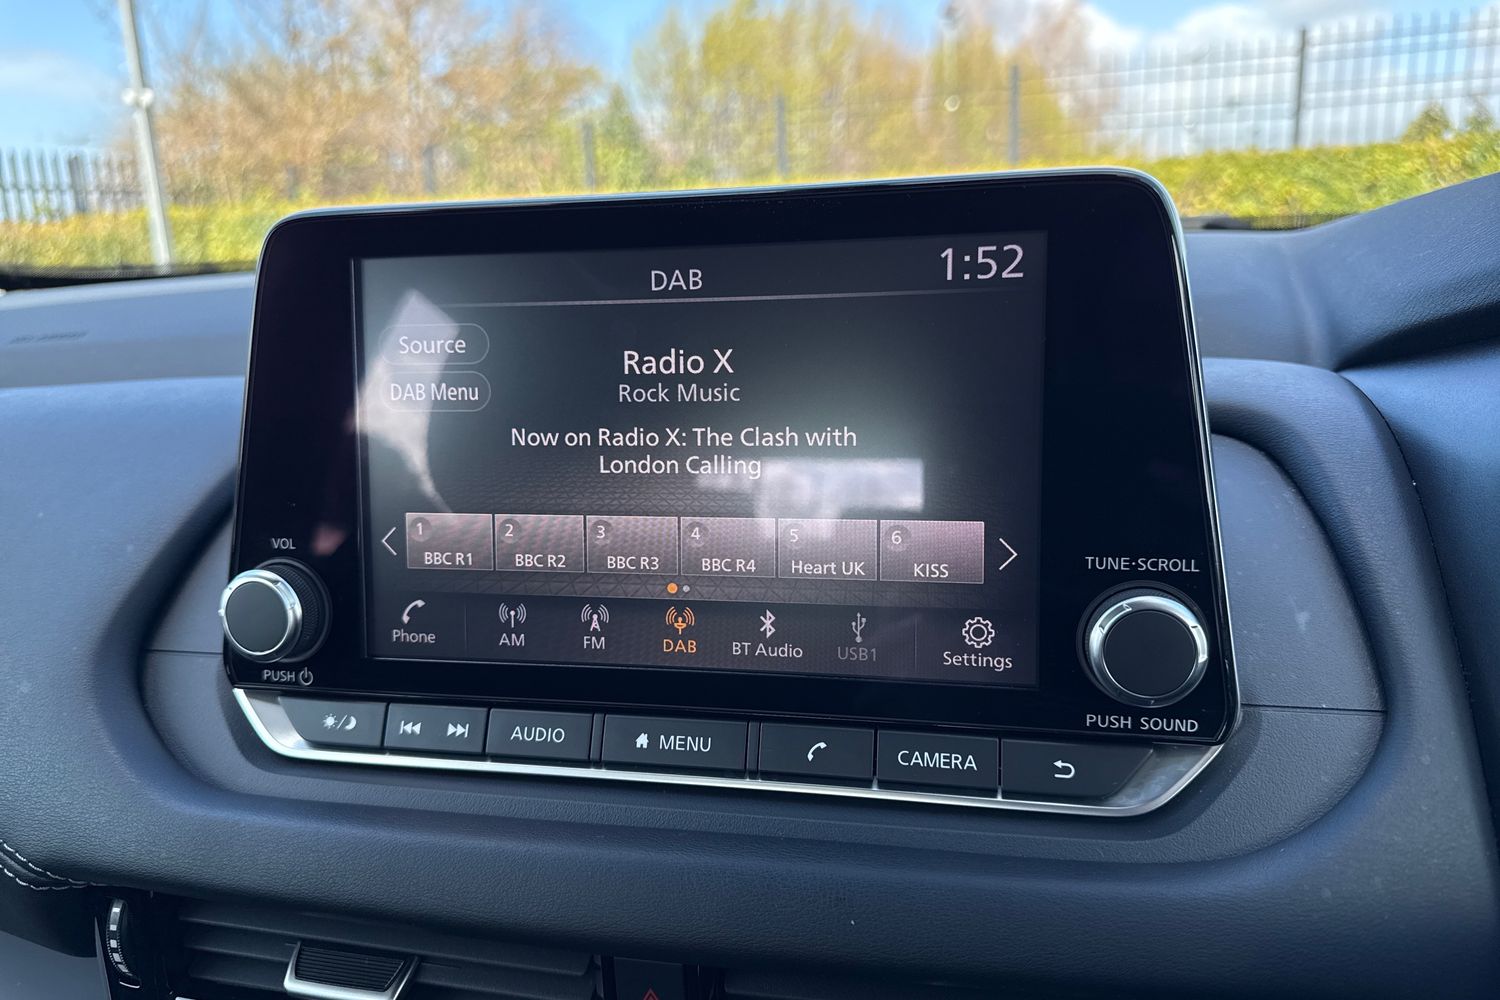 DAB
1:52
Source
DAB Menu
Radio X
Rock Music
Now on Radio X: The Clash with
London Calling
1
BBC R1
2
BBC R2
3
BBC R3
4
BBC R4
5
Heart UK
6
KISS
Phone
AM
FM
DAB
BT Audio
USB1
Settings
VOL
PUSH
TUNE·SCROLL
PUSH SOUND
AUDIO
MENU
CAMERA